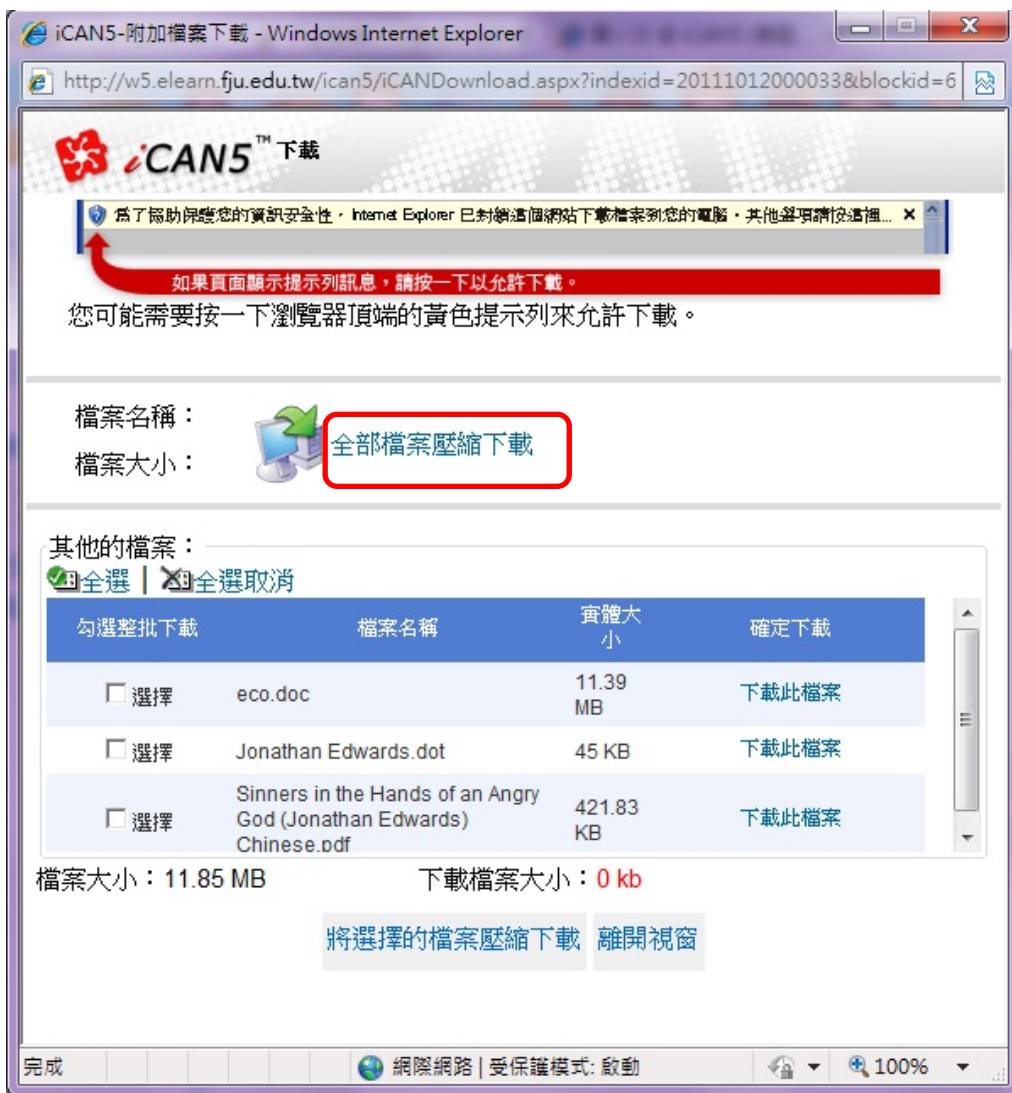 iCAN5-附加檔案下載 - Windows Internet Explorer
http://w5.elearn.fju.edu.tw/ican5/iCANDownload.aspx?indexid=20111012000033&blockid=6
iCAN5™ 下載
為了協助保護您的資訊安全性,Internet Explorer 已封鎖這個網站下載檔案到您的電腦。其他選項請按這裡...
如果頁面顯示提示列訊息,請按一下以允許下載。
您可能需要按一下瀏覽器頂端的黃色提示列來允許下載。
檔案名稱:
全部檔案壓縮下載
檔案大小:
其他的檔案:
全選 | 全選取消
勾選整批下載 檔案名稱 實體大小 確定下載
選擇 eco.doc 11.39 MB 下載此檔案
選擇 Jonathan Edwards.dot 45 KB 下載此檔案
選擇 Sinners in the Hands of an Angry God (Jonathan Edwards) Chinese.pdf 421.83 KB 下載此檔案
檔案大小:11.85 MB 下載檔案大小:0 kb
將選擇的檔案壓縮下載 離開視窗
完成 網際網路 | 受保護模式: 啟動 100%